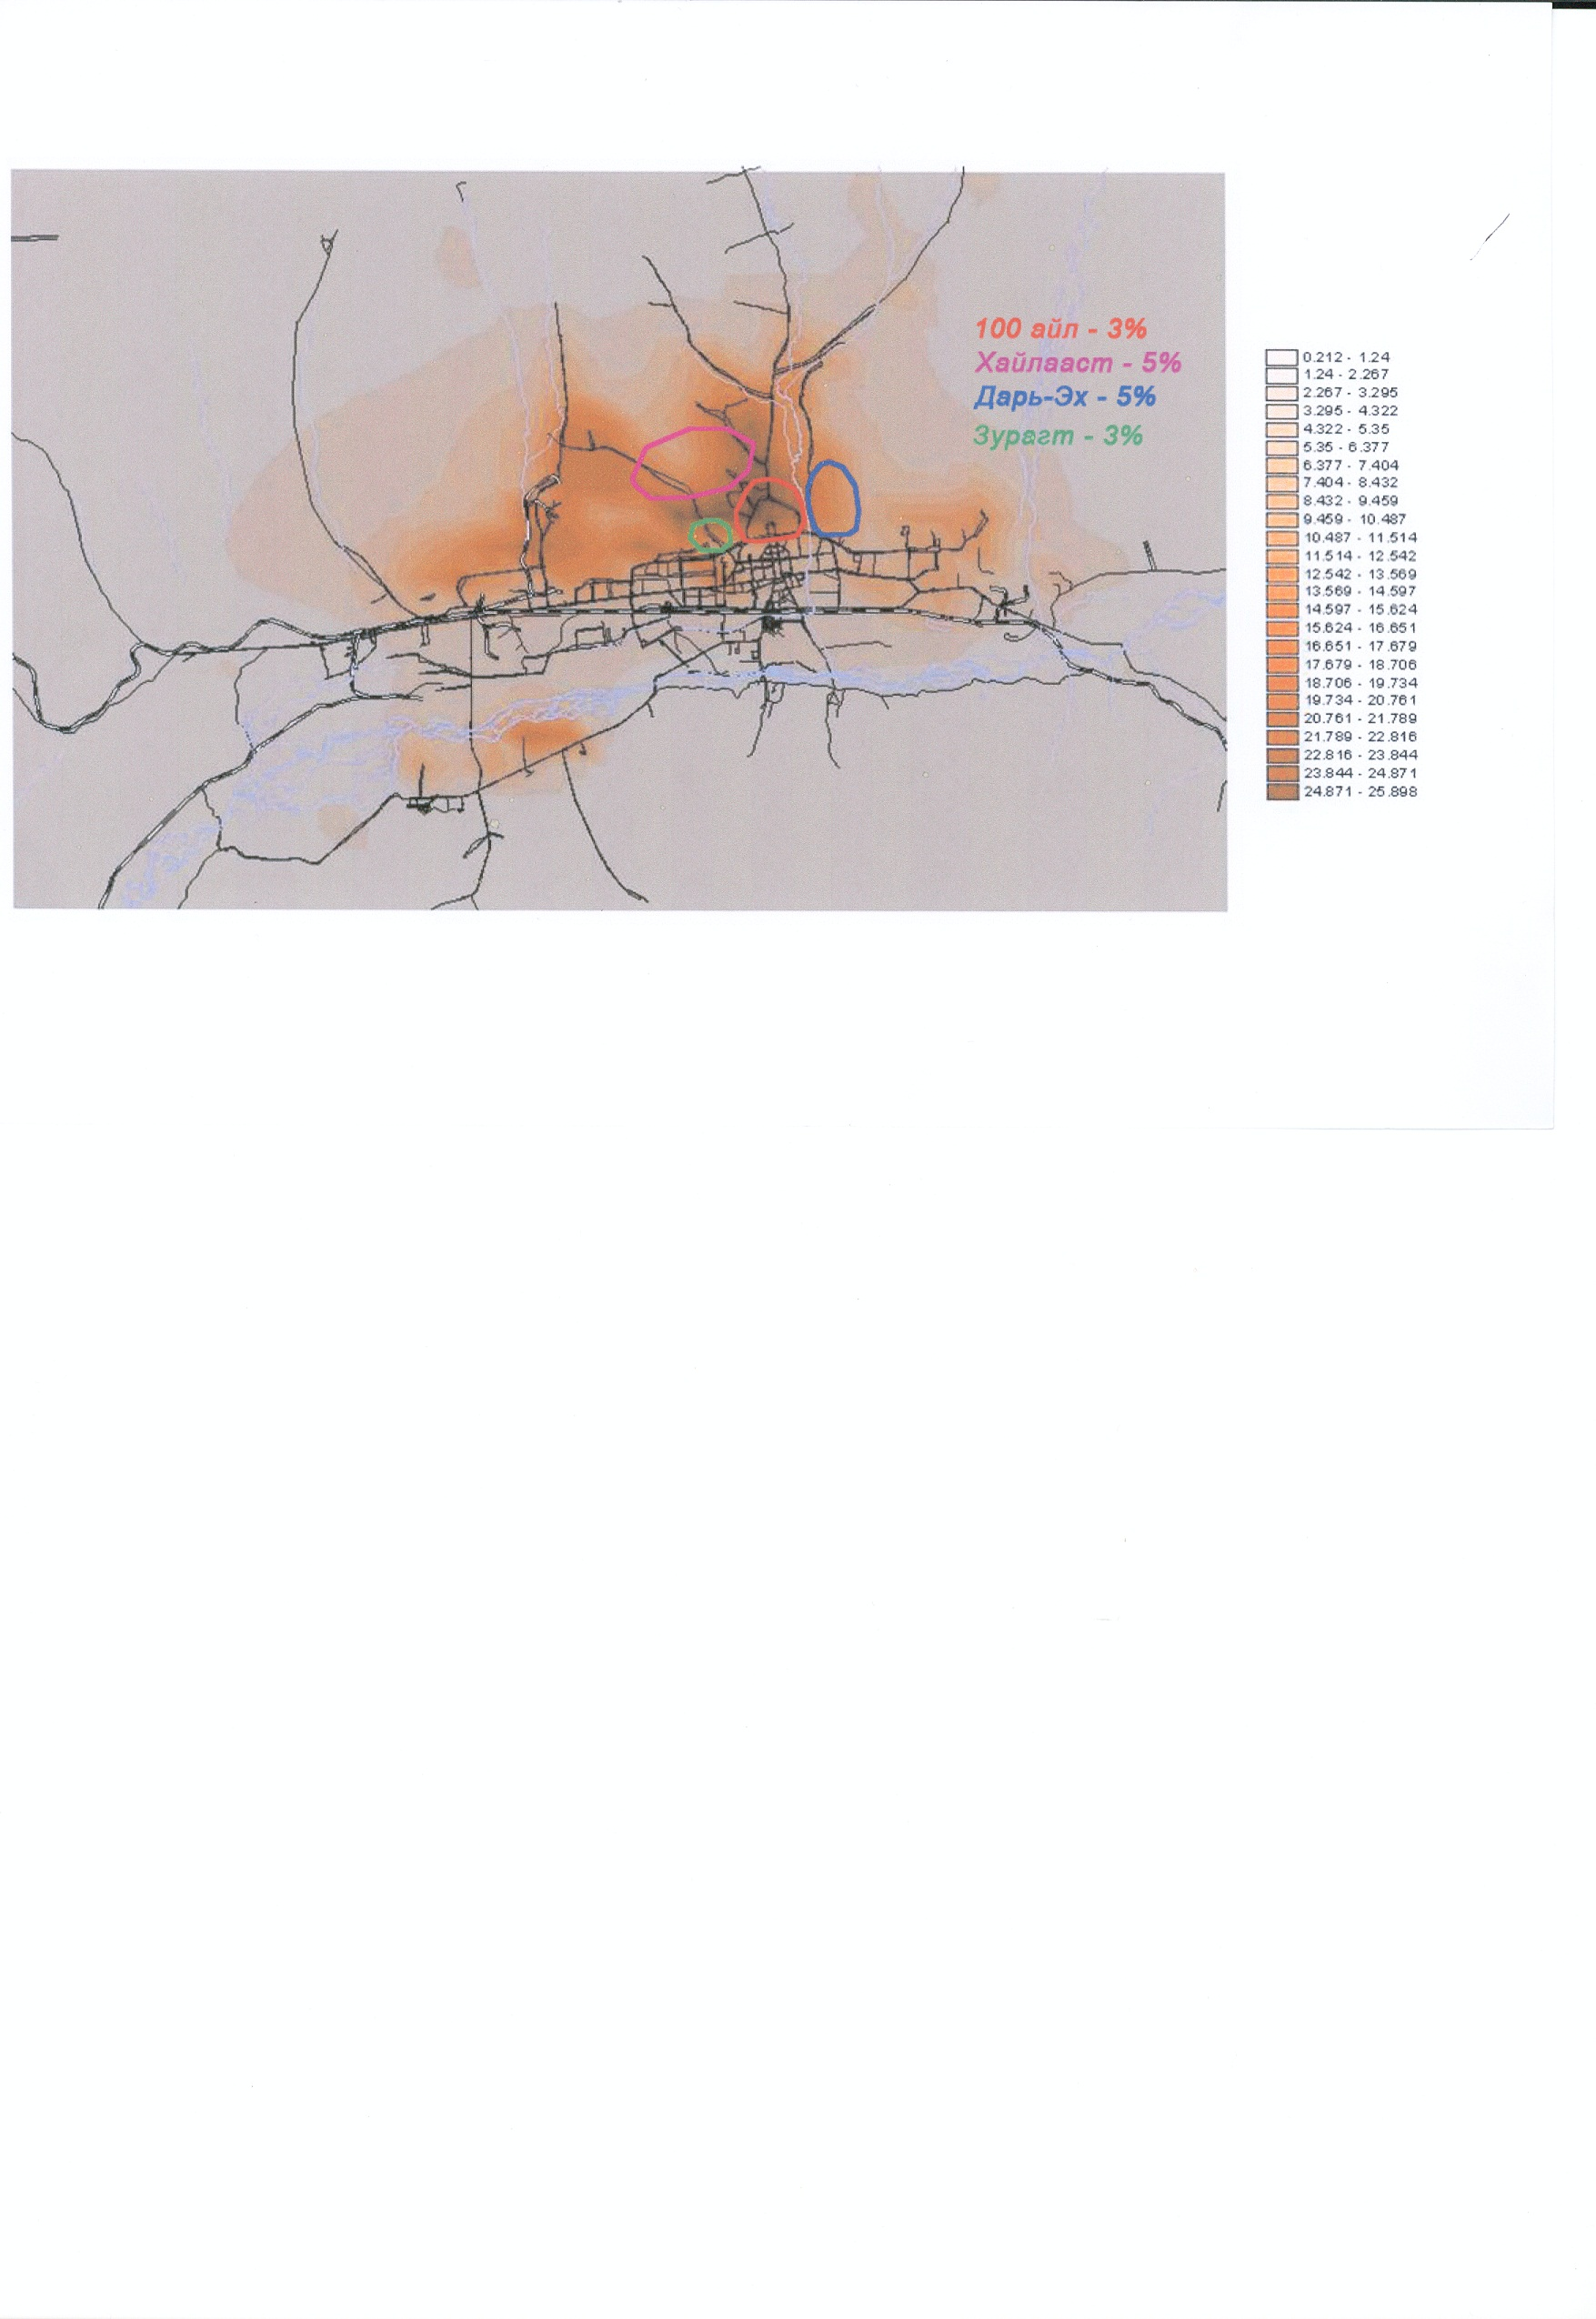 100 айл - 3%
Хайлааст - 5%
Дарь-Эх - 5%
Зурагт - 3%
0.212 - 1.24
1.24 - 2.267
2.267 - 3.295
3.295 - 4.322
4.322 - 5.35
5.35 - 6.377
6.377 - 7.404
7.404 - 8.432
8.432 - 9.459
9.459 - 10.487
10.487 - 11.514
11.514 - 12.542
12.542 - 13.569
13.569 - 14.597
14.597 - 15.624
15.624 - 16.651
16.651 - 17.679
17.679 - 18.706
18.706 - 19.734
19.734 - 20.761
20.761 - 21.789
21.789 - 22.816
22.816 - 23.844
23.844 - 24.871
24.871 - 25.898